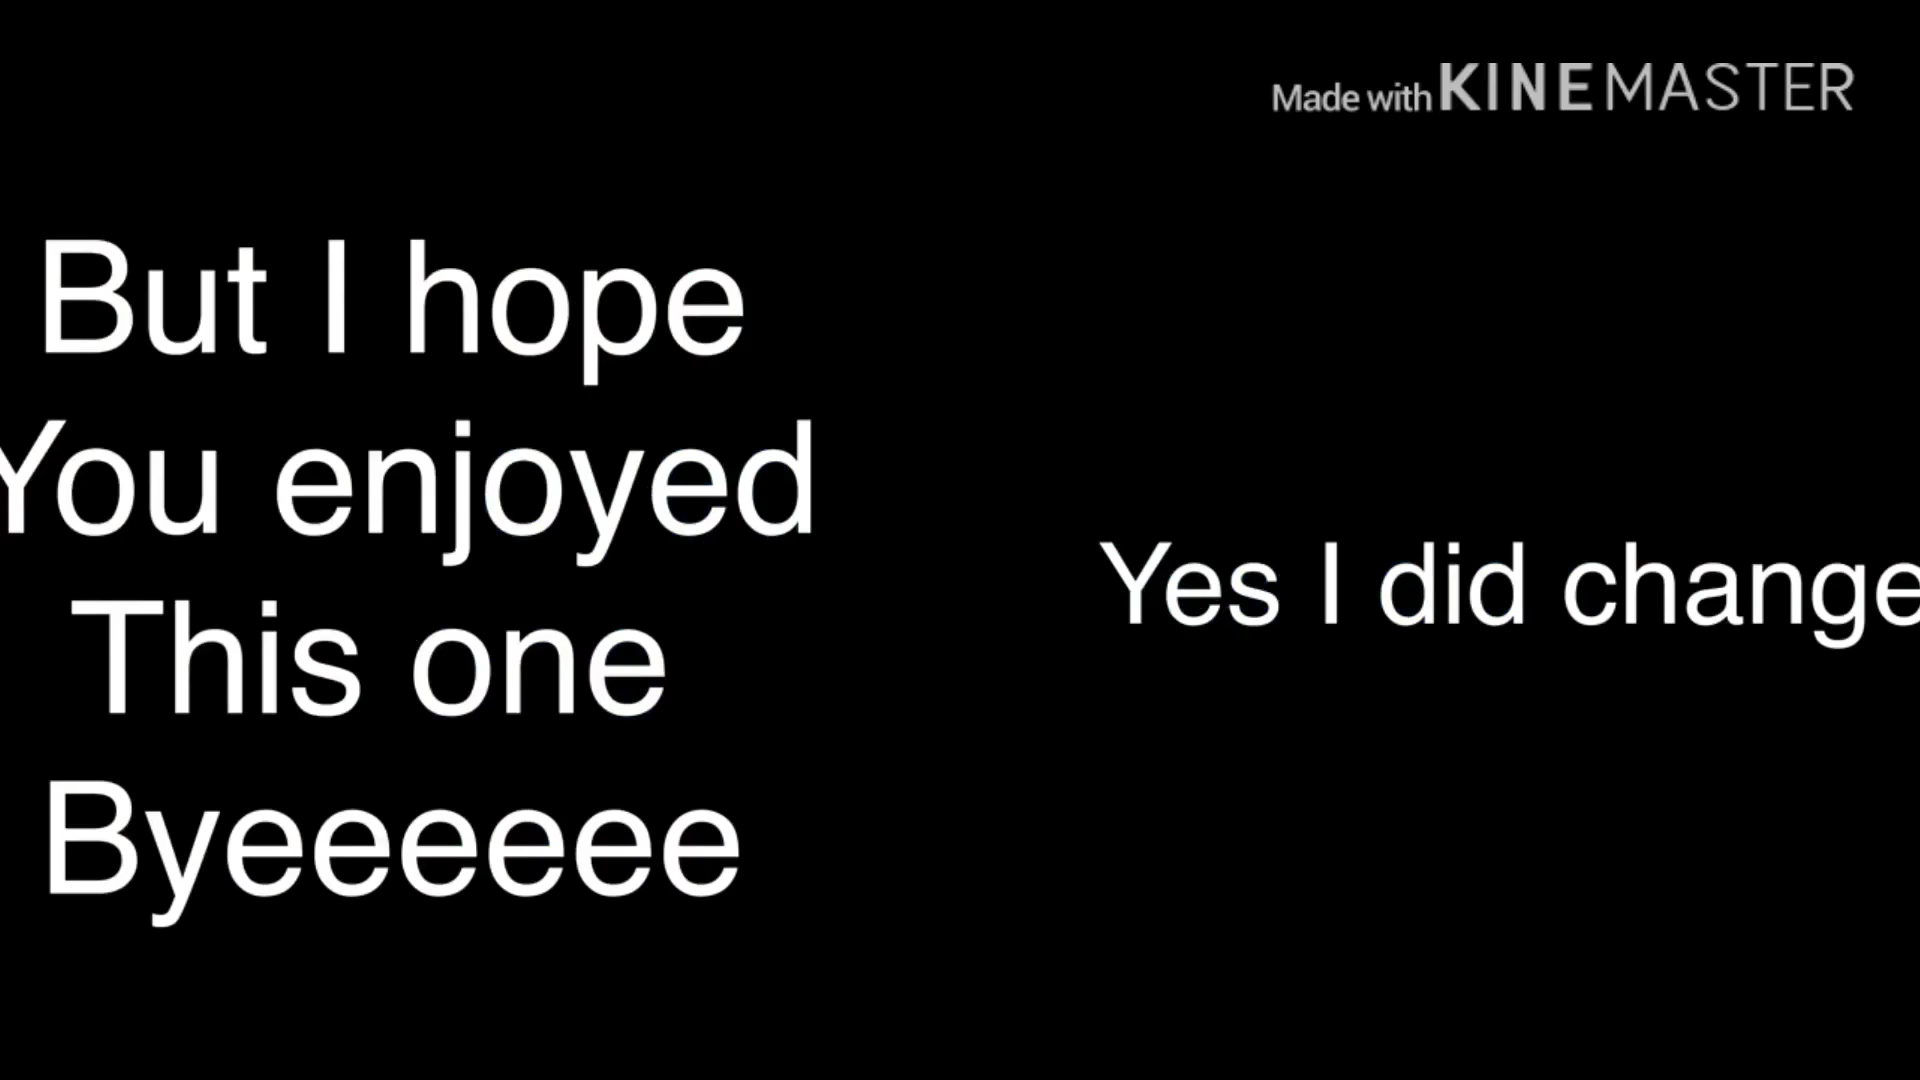 Made with KINEMASTER
But I hope
You enjoyed
This one
Byeeeeee
Yes I did change